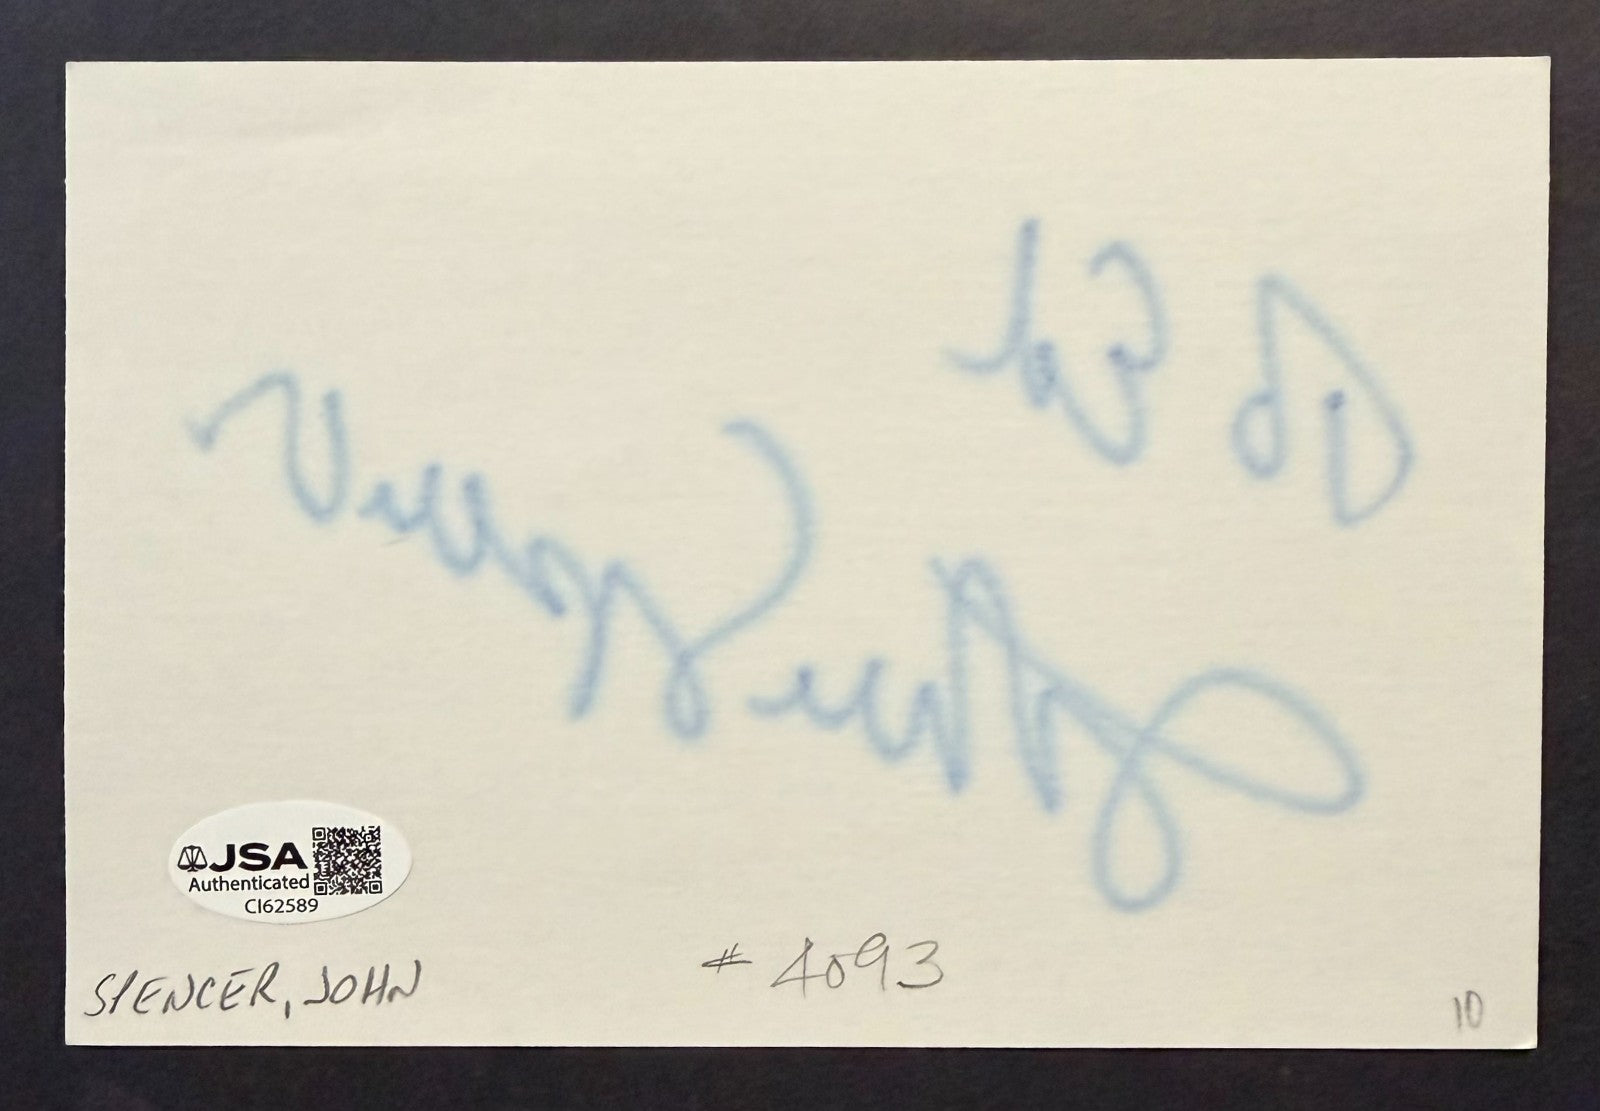 To Ed
John
Spencer
JSA
Authenticated
CI62589
SPENCER, JOHN
# 4093
10